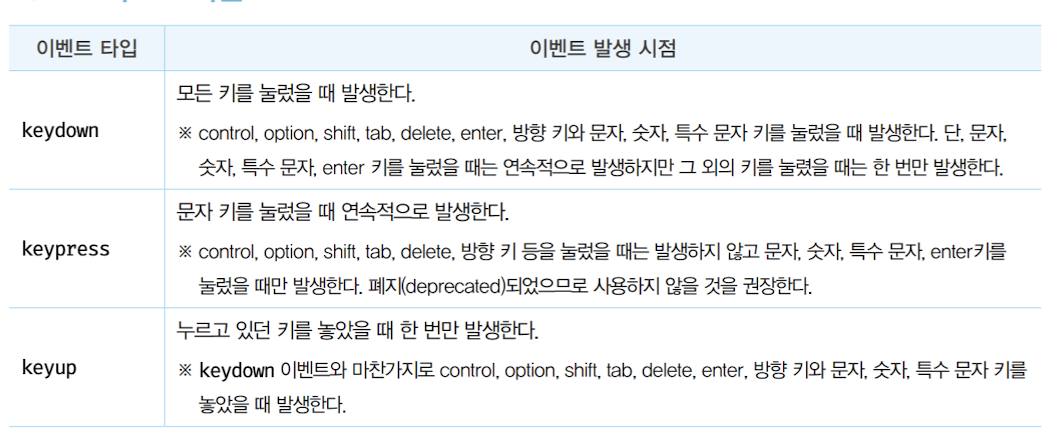 이벤트 타입 이벤트 발생 시점
모든 키를 눌렀을 때 발생한다.
keydown
※ control, option, shift, tab, delete, enter, 방향 키와 문자, 숫자, 특수 문자 키를 눌렀을 때 발생한다. 단, 문자,
숫자, 특수 문자, enter 키를 눌렀을 때는 연속적으로 발생하지만 그 외의 키를 눌렀을 때는 한 번만 발생한다.
문자 키를 눌렀을 때 연속적으로 발생한다.
keypress
※ control, option, shift, tab, delete, 방향 키 등을 눌렀을 때는 발생하지 않고 문자, 숫자, 특수 문자, enter키를
눌렀을 때만 발생한다. 폐지(deprecated)되었으므로 사용하지 않을 것을 권장한다.
누르고 있던 키를 놓았을 때 한 번만 발생한다.
keyup
※ keydown 이벤트와 마찬가지로 control, option, shift, tab, delete, enter, 방향 키와 문자, 숫자, 특수 문자 키를
놓았을 때 발생한다.